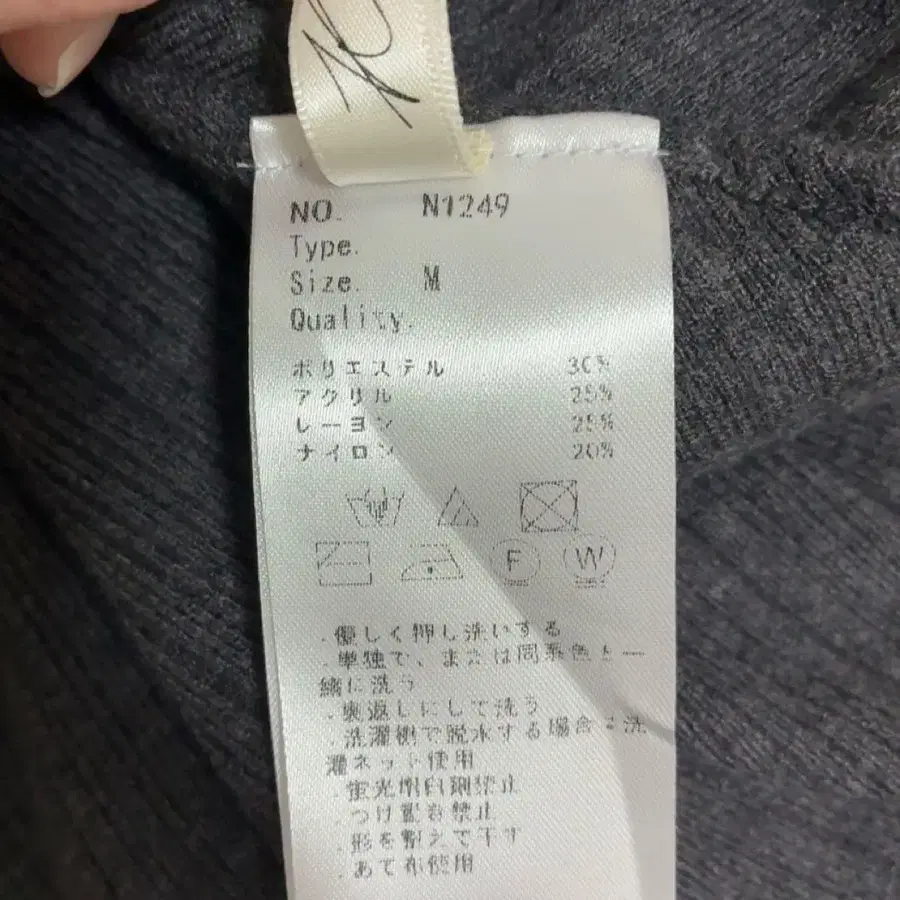 NO. N1249
Type.
Size. M
Quality.
ポリエステル 30%
アクリル 25%
レーヨン 25%
ナイロン 20%
F W
.優しく押し洗いする
.単独で、または同系色と一
緒に洗う
.裏返しにして洗う
.洗濯機で脱水する場合は洗
濯ネット使用
.蛍光増白剤禁止
.つけ置き禁止
.形を整えて干す
.あて布使用